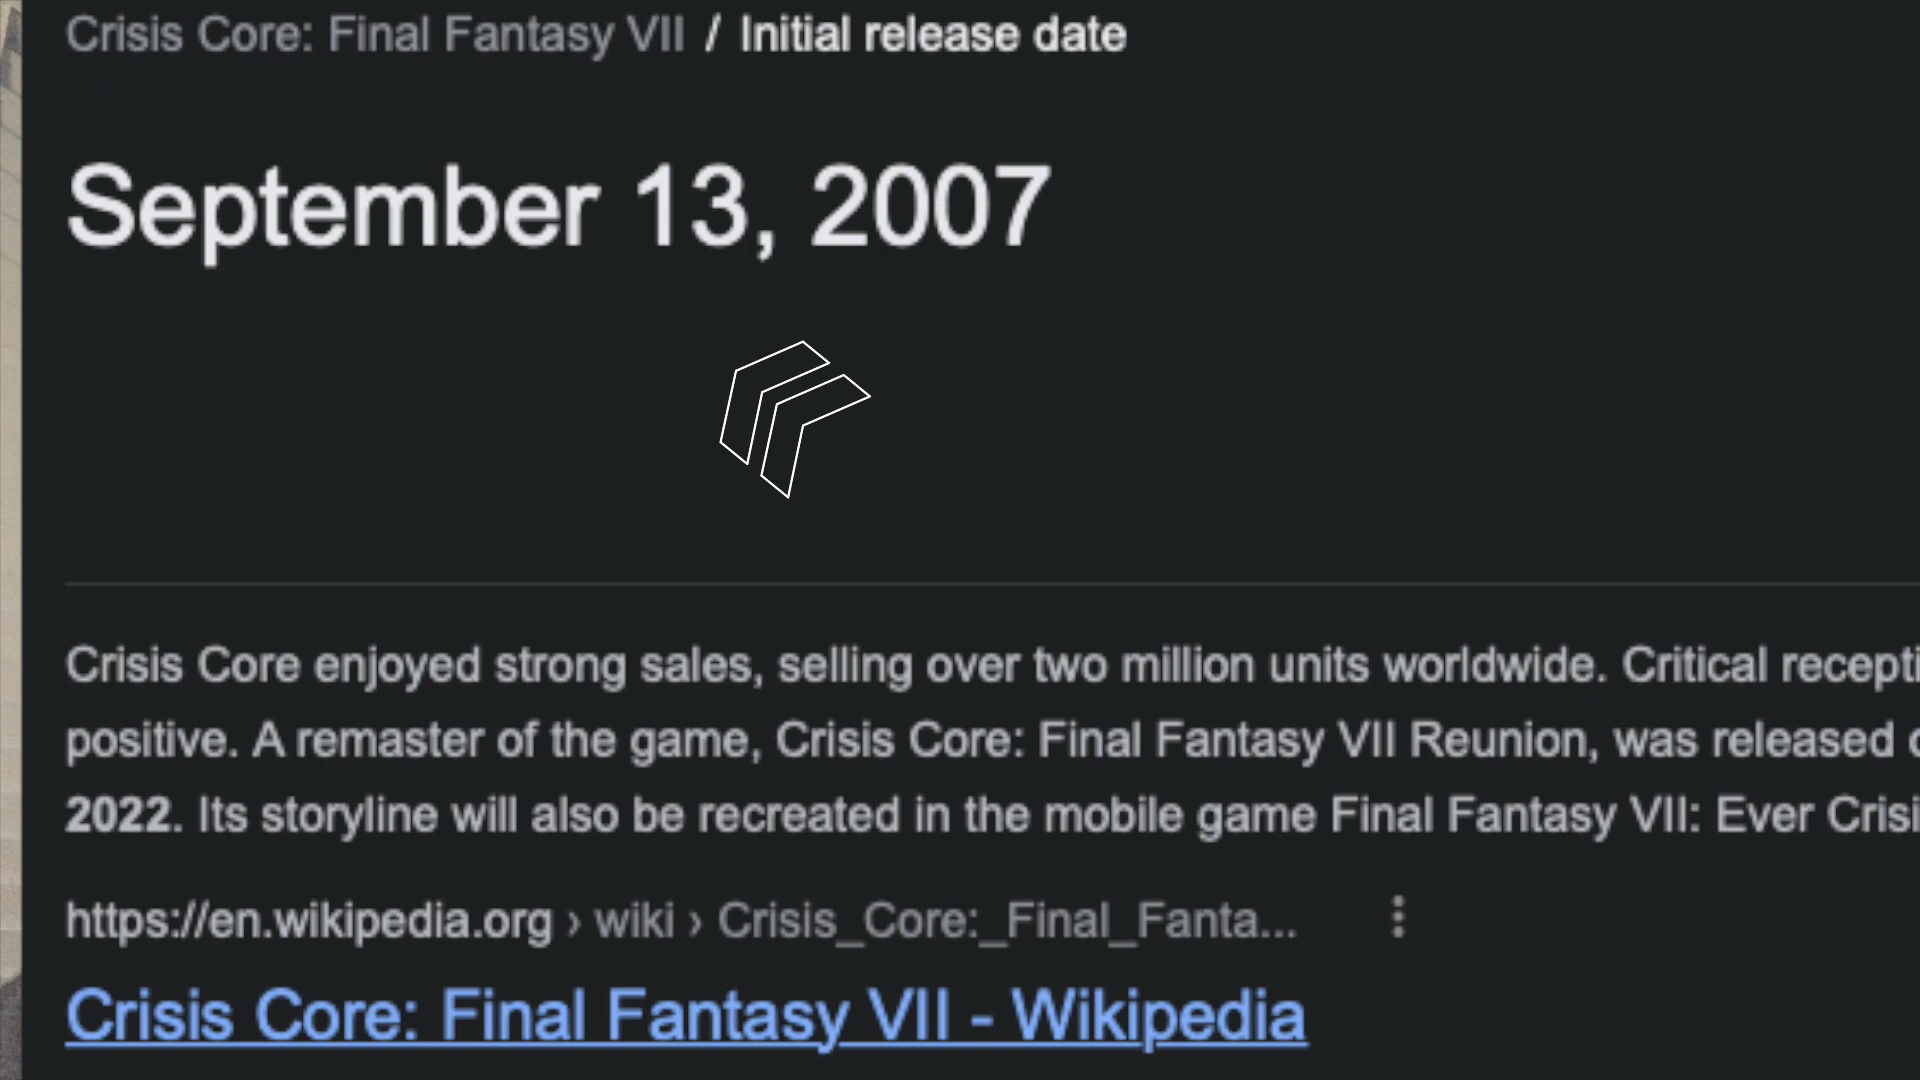 Crisis Core: Final Fantasy VII / Initial release date
September 13, 2007
Crisis Core enjoyed strong sales, selling over two million units worldwide. Critical
positive. A remaster of the game, Crisis Core: Final Fantasy VII Reunion, was released
2022. Its storyline will also be recreated in the mobile game Final Fantasy VII: Ever
https://en.wikipedia.org › wiki › Crisis_Core:_Final_Fanta...
Crisis Core: Final Fantasy VII - Wikipedia